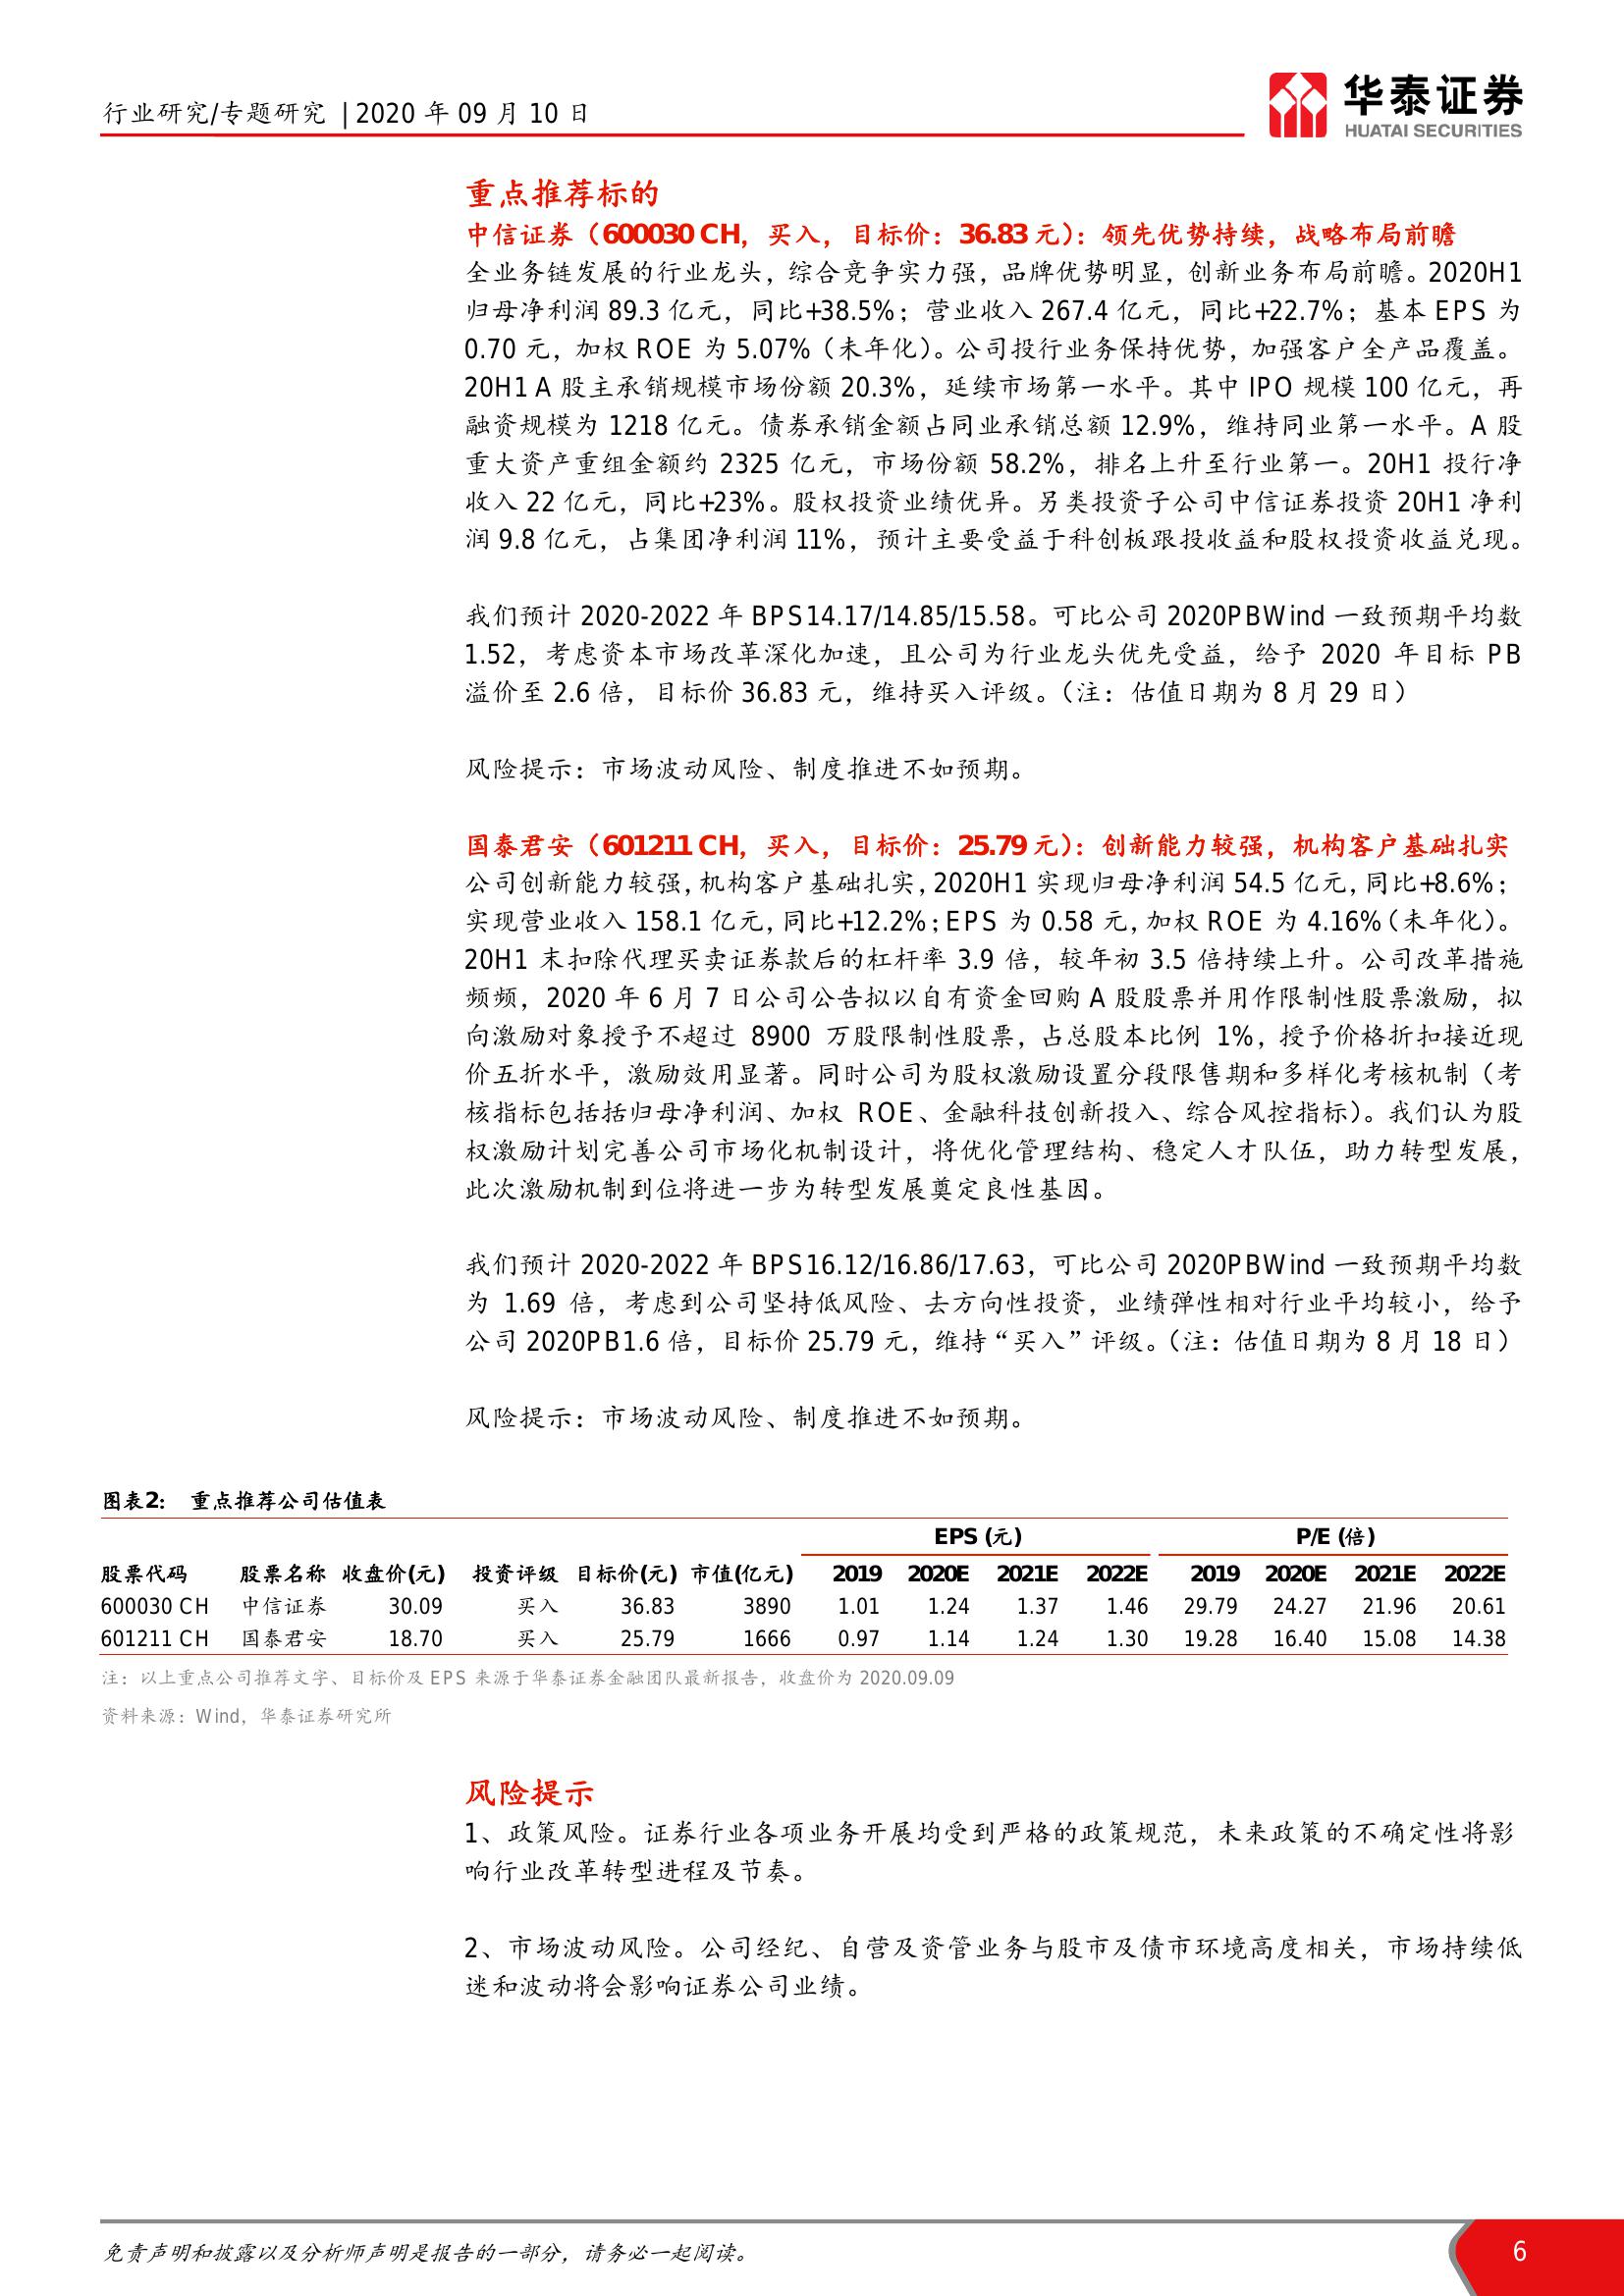 行业研究/专题研究 | 2020 年 09 月 10 日
华泰证券
HUATAI SECURITIES
重点推荐标的
中信证券（600030 CH，买入，目标价：36.83 元）：领先优势持续，战略布局前瞻
全业务链发展的行业龙头，综合竞争实力强，品牌优势明显，创新业务布局前瞻。2020H1
归母净利润 89.3 亿元，同比+38.5%；营业收入 267.4 亿元，同比+22.7%；基本 EPS 为
0.70 元，加权 ROE 为 5.07%（未年化）。公司投行业务保持优势，加强客户全产品覆盖。
20H1 A 股主承销规模市场份额 20.3%，延续市场第一水平。其中 IPO 规模 100 亿元，再
融资规模为 1218 亿元。债券承销金额占同业承销总额 12.9%，维持同业第一水平。A 股
重大资产重组金额约 2325 亿元，市场份额 58.2%，排名上升至行业第一。20H1 投行净
收入 22 亿元，同比+23%。股权投资业绩优异。另类投资子公司中信证券投资 20H1 净利
润 9.8 亿元，占集团净利润 11%，预计主要受益于科创板跟投收益和股权投资收益兑现。
我们预计 2020-2022 年 BPS14.17/14.85/15.58。可比公司 2020PBWind 一致预期平均数
1.52，考虑资本市场改革深化加速，且公司为行业龙头优先受益，给予 2020 年目标 PB
溢价至 2.6 倍，目标价 36.83 元，维持买入评级。（注：估值日期为 8 月 29 日）
风险提示：市场波动风险、制度推进不如预期。
国泰君安（601211 CH，买入，目标价：25.79 元）：创新能力较强，机构客户基础扎实
公司创新能力较强，机构客户基础扎实，2020H1 实现归母净利润 54.5 亿元，同比+8.6%；
实现营业收入 158.1 亿元，同比+12.2%；EPS 为 0.58 元，加权 ROE 为 4.16%（未年化）。
20H1 末扣除代理买卖证券款后的杠杆率 3.9 倍，较年初 3.5 倍持续上升。公司改革措施
频频，2020 年 6 月 7 日公司公告拟以自有资金回购 A 股股票并用作限制性股票激励，拟
向激励对象授予不超过 8900 万股限制性股票，占总股本比例 1%，授予价格折扣接近现
价五折水平，激励效用显著。同时公司为股权激励设置分段限售期和多样化考核机制（考
核指标包括括归母净利润、加权 ROE、金融科技创新投入、综合风控指标）。我们认为股
权激励计划完善公司市场化机制设计，将优化管理结构、稳定人才队伍，助力转型发展，
此次激励机制到位将进一步为转型发展奠定良性基因。
我们预计 2020-2022 年 BPS16.12/16.86/17.63，可比公司 2020PBWind 一致预期平均数
为 1.69 倍，考虑到公司坚持低风险、去方向性投资，业绩弹性相对行业平均较小，给予
公司 2020PB1.6 倍，目标价 25.79 元，维持“买入”评级。（注：估值日期为 8 月 18 日）
风险提示：市场波动风险、制度推进不如预期。
图表2： 重点推荐公司估值表
EPS (元) P/E (倍)
股票代码 股票名称 收盘价(元) 投资评级 目标价(元) 市值(亿元) 2019 2020E 2021E 2022E 2019 2020E 2021E 2022E
600030 CH 中信证券 30.09 买入 36.83 3890 1.01 1.24 1.37 1.46 29.79 24.27 21.96 20.61
601211 CH 国泰君安 18.70 买入 25.79 1666 0.97 1.14 1.24 1.30 19.28 16.40 15.08 14.38
注：以上重点公司推荐文字、目标价及 EPS 来源于华泰证券金融团队最新报告，收盘价为 2020.09.09
资料来源：Wind，华泰证券研究所
风险提示
1、政策风险。证券行业各项业务开展均受到严格的政策规范，未来政策的不确定性将影
响行业改革转型进程及节奏。
2、市场波动风险。公司经纪、自营及资管业务与股市及债市环境高度相关，市场持续低
迷和波动将会影响证券公司业绩。
免责声明和披露以及分析师声明是报告的一部分，请务必一起阅读。
6